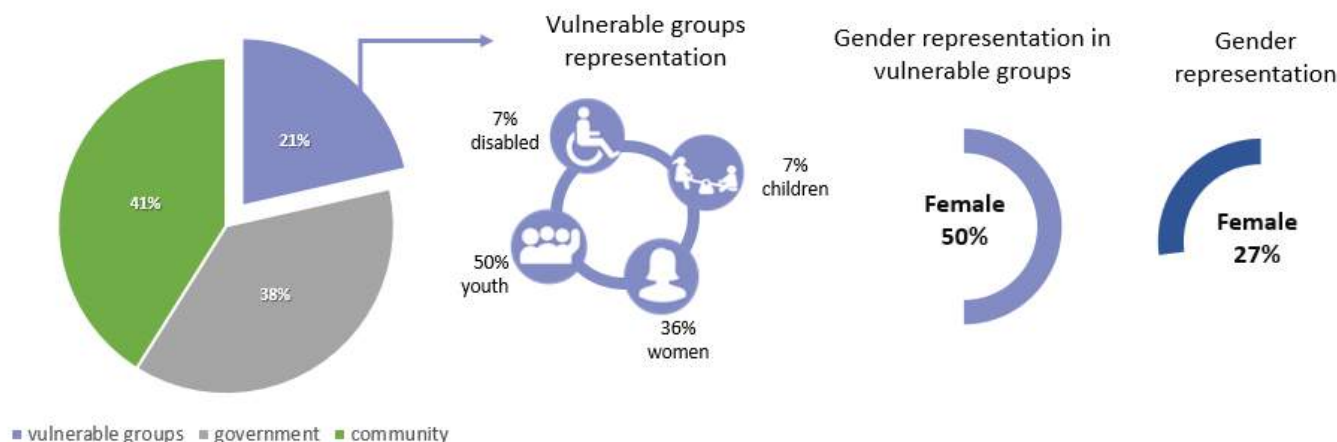 Vulnerable groups
representation
Gender representation in
vulnerable groups
Gender
representation
21%
41%
38%
7%
disabled
7%
children
50%
youth
36%
women
Female
50%
Female
27%
vulnerable groups government community